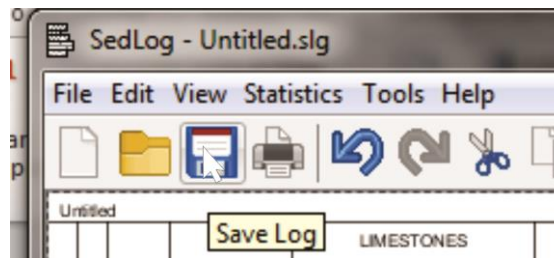 SedLog - Untitled.slg
File Edit View Statistics Tools Help
Untitled
Save Log
LIMESTONES